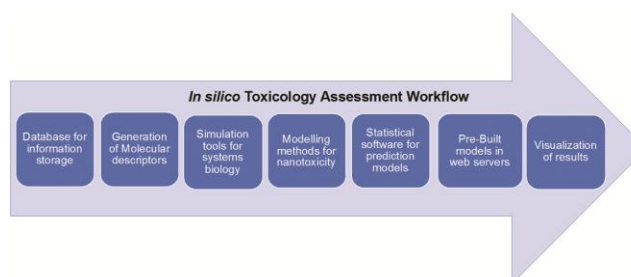 In silico Toxicology Assessment Workflow
Database for
information
storage
Generation
of Molecular
descriptors
Simulation
tools for
systems
biology
Modelling
methods for
nanotoxicity
Statistical
software for
prediction
models
Pre-Built
models in
web servers
Visualization
of results